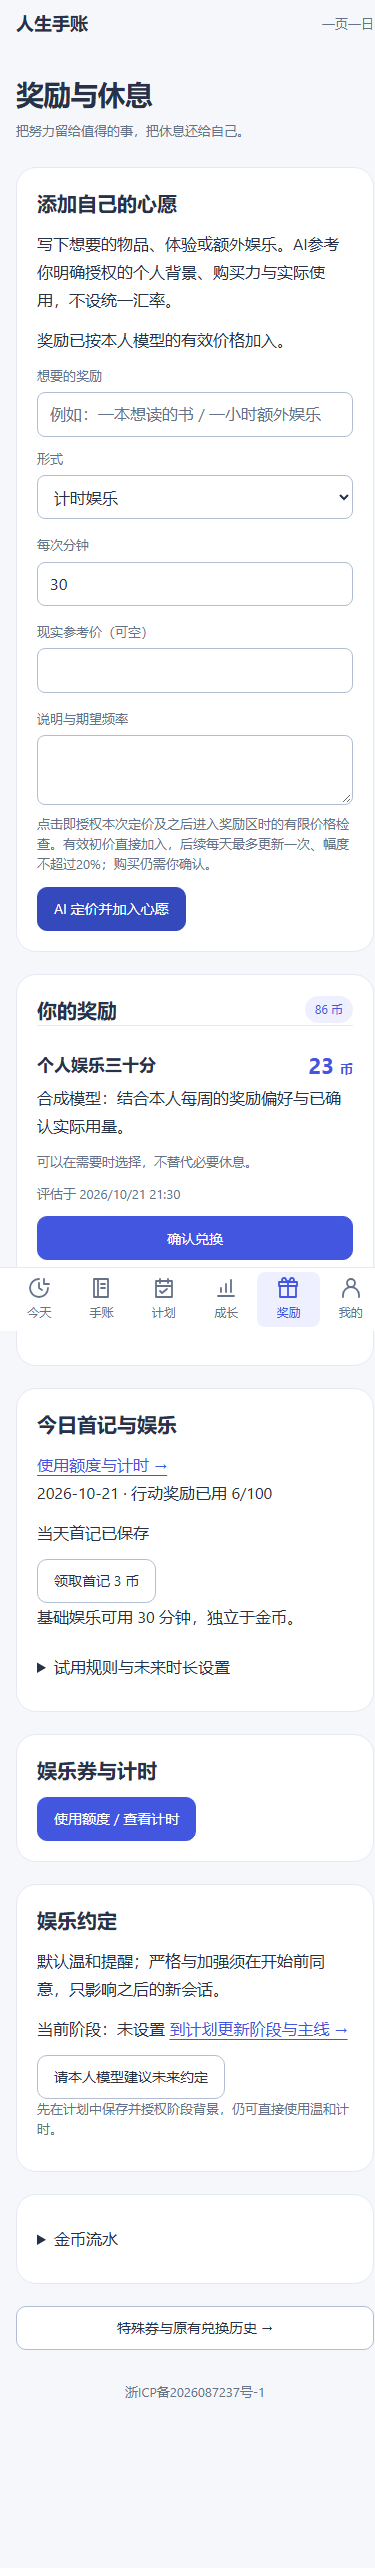 人生手账
一页一日
奖励与休息
把努力留给值得的事，把休息还给自己。
添加自己的心愿
写下想要的物品、体验或额外娱乐。AI参考
你明确授权的个人背景、购买力与实际使
用，不设统一汇率。
奖励已按本人模型的有效价格加入。
想要的奖励
例如：一本想读的书 / 一小时额外娱乐
形式
计时娱乐
每次分钟
30
现实参考价（可空）
说明与期望频率
点击即授权本次定价及之后进入奖励区时的有限价格检
查。有效初价直接加入，后续每天最多更新一次、幅度
不超过20%；购买仍需你确认。
AI 定价并加入心愿
你的奖励
86 币
个人娱乐三十分
23 币
合成模型：结合本人每周的奖励偏好与已确
认实际用量。
可以在需要时选择，不替代必要休息。
评估于 2026/10/21 21:30
确认兑换
今天
手账
计划
成长
奖励
我的
今日首记与娱乐
使用额度与计时 →
2026-10-21 · 行动奖励已用 6/100
当天首记已保存
领取首记 3 币
基础娱乐可用 30 分钟，独立于金币。
▶ 试用规则与未来时长设置
娱乐券与计时
使用额度 / 查看计时
娱乐约定
默认温和提醒；严格与加强须在开始前同
意，只影响之后的新会话。
当前阶段：未设置 到计划更新阶段与主线 →
请本人模型建议未来约定
先在计划中保存并授权阶段背景，仍可直接使用温和计
时。
▶ 金币流水
特殊券与原有兑换历史 →
浙ICP备2026087237号-1